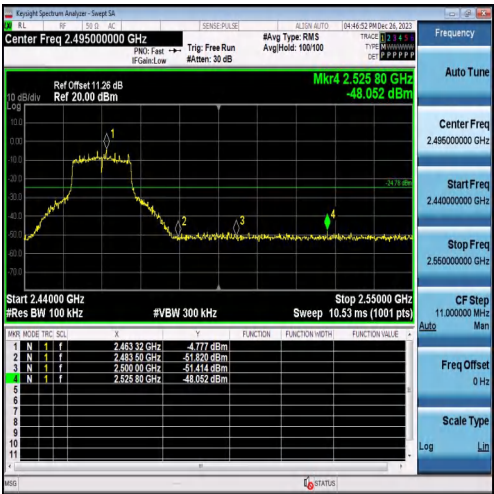 Keysight Spectrum Analyzer - Swept SA
RL RF 50 Ω AC SENSE:PULSE ALIGN AUTO 04:46:52 PM Dec 26, 2023
Center Freq 2.495000000 GHz
PNO: Fast
IFGain:Low
Trig: Free Run
#Atten: 30 dB
#Avg Type: RMS
Avg|Hold: 100/100
TRACE 1 2 3 4 5 6
TYPE M W W W W W
DET P P P P P P
Frequency
Ref Offset 11.26 dB
Ref 20.00 dBm
10 dB/div
Log
Mkr4 2.525 80 GHz
-48.052 dBm
10.0
0.00
-10.0
-20.0
-30.0
-40.0
-50.0
-60.0
-70.0
1
2
3
4
-24.78 dBm
Start 2.44000 GHz
#Res BW 100 kHz
#VBW 300 kHz
Stop 2.55000 GHz
Sweep 10.53 ms (1001 pts)
MKR MODE TRC SCL X Y FUNCTION FUNCTION WIDTH FUNCTION VALUE
1 N 1 f 2.463 32 GHz -4.777 dBm
2 N 1 f 2.483 50 GHz -51.820 dBm
3 N 1 f 2.500 00 GHz -51.414 dBm
4 N 1 f 2.525 80 GHz -48.052 dBm
5
6
7
8
9
10
11
MSG
STATUS
Auto Tune
Center Freq
2.495000000 GHz
Start Freq
2.440000000 GHz
Stop Freq
2.550000000 GHz
CF Step
11.000000 MHz
Auto Man
Freq Offset
0 Hz
Scale Type
Log Lin